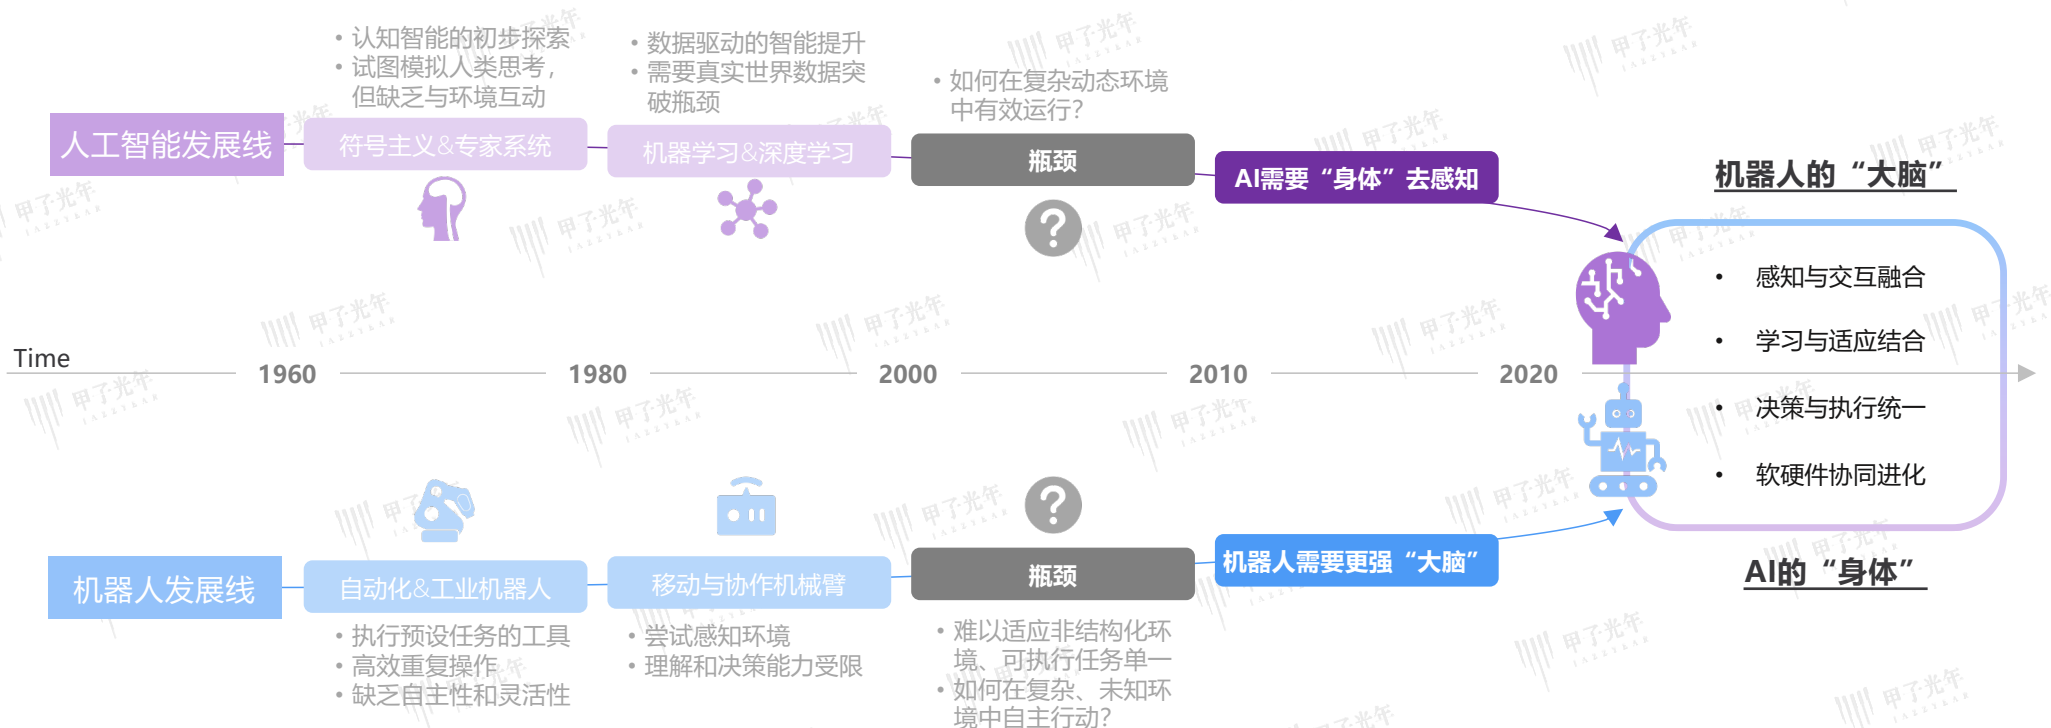 • 认知智能的初步探索
• 试图模拟人类思考，
但缺乏与环境互动
• 数据驱动的智能提升
• 需要真实世界数据突
破瓶颈
• 如何在复杂动态环境
中有效运行？
人工智能发展线
符号主义&专家系统
机器学习&深度学习
瓶颈
AI需要“身体”去感知
机器人的“大脑”
• 感知与交互融合
• 学习与适应结合
Time
1960
1980
2000
2010
2020
• 决策与执行统一
• 软硬件协同进化
AI的“身体”
机器人发展线
自动化&工业机器人
移动与协作机械臂
瓶颈
机器人需要更强“大脑”
• 执行预设任务的工具
• 高效重复操作
• 缺乏自主性和灵活性
• 尝试感知环境
• 理解和决策能力受限
• 难以适应非结构化环
境、可执行任务单一
• 如何在复杂、未知环
境中自主行动？
甲子光年
JAZZYEAR